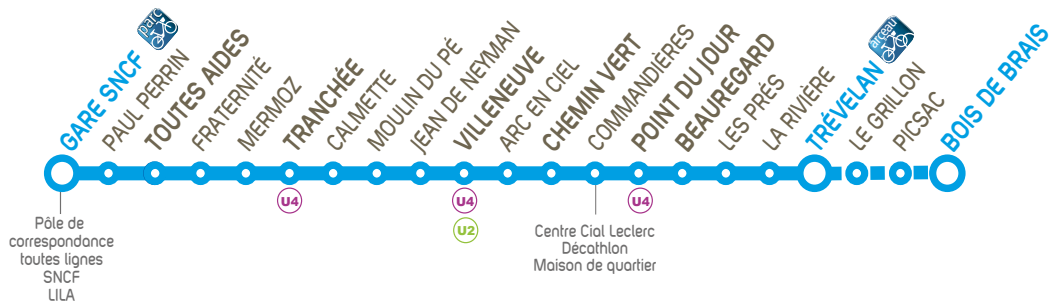 parc
GARE SNCF
PAUL PERRIN
TOUTES AIDES
FRATERNITÉ
MERMOZ
TRANCHÉE
CALMETTE
MOULIN DU PÉ
JEAN DE NEYMAN
VILLENEUVE
ARC EN CIEL
CHEMIN VERT
COMMANDIÈRES
POINT DU JOUR
BEAUREGARD
LES PRÉS
LA RIVIÈRE
arceau
TRÉVELAN
LE GRILLON
PICSAC
BOIS DE BRAIS
U4
U4
U2
U4
Pôle de
correspondance
toutes lignes
SNCF
LILA
Centre Cial Leclerc
Décathlon
Maison de quartier